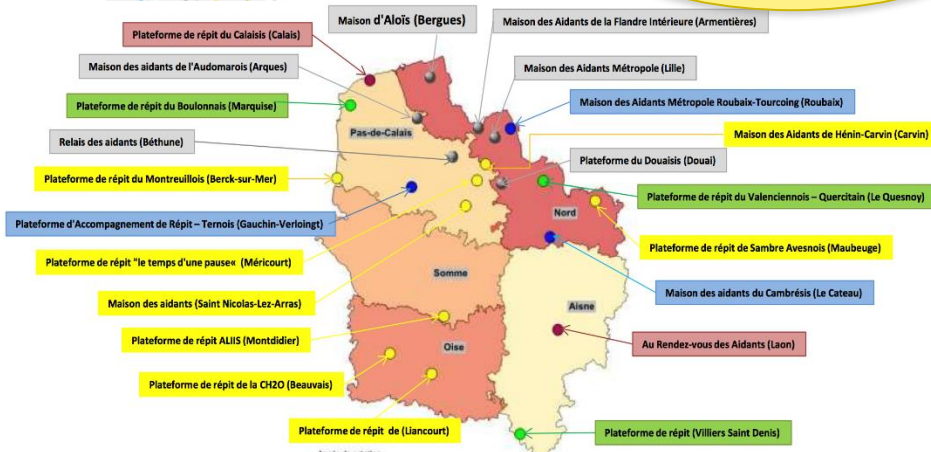 Maison d'Aloïs (Bergues)
Maison des Aidants de la Flandre Intérieure (Armentières)
Plateforme de répit du Calaisis (Calais)
Maison des aidants de l'Audomarois (Arques)
Maison des Aidants Métropole (Lille)
Plateforme de répit du Boulonnais (Marquise)
Maison des Aidants Métropole Roubaix-Tourcoing (Roubaix)
Pas-de-Calais
Maison des Aidants de Hénin-Carvin (Carvin)
Relais des aidants (Béthune)
Plateforme du Douaisis (Douai)
Plateforme de répit du Montreuillois (Berck-sur-Mer)
Plateforme de répit du Valenciennois – Quercitain (Le Quesnoy)
Nord
Plateforme d'Accompagnement de Répit – Ternois (Gauchin-Verloingt)
Plateforme de répit de Sambre Avesnois (Maubeuge)
Plateforme de répit "le temps d'une pause« (Méricourt)
Somme
Maison des aidants du Cambrésis (Le Cateau)
Maison des aidants (Saint Nicolas-Lez-Arras)
Aisne
Plateforme de répit ALIIS (Montdidier)
Oise
Au Rendez-vous des Aidants (Laon)
Plateforme de répit de la CH2O (Beauvais)
Plateforme de répit de (Liancourt)
Plateforme de répit (Villiers Saint Denis)